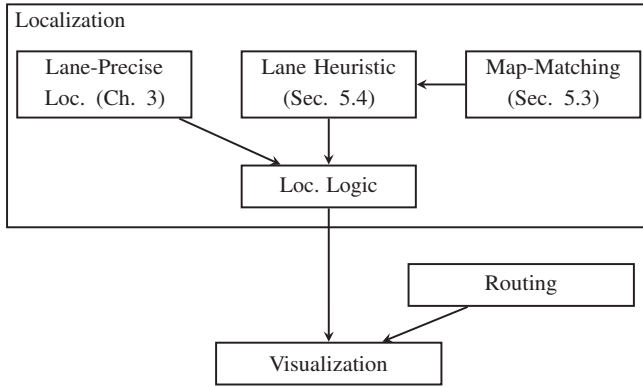 Localization
Lane-Precise
Loc. (Ch. 3)
Lane Heuristic
(Sec. 5.4)
Map-Matching
(Sec. 5.3)
Loc. Logic
Routing
Visualization